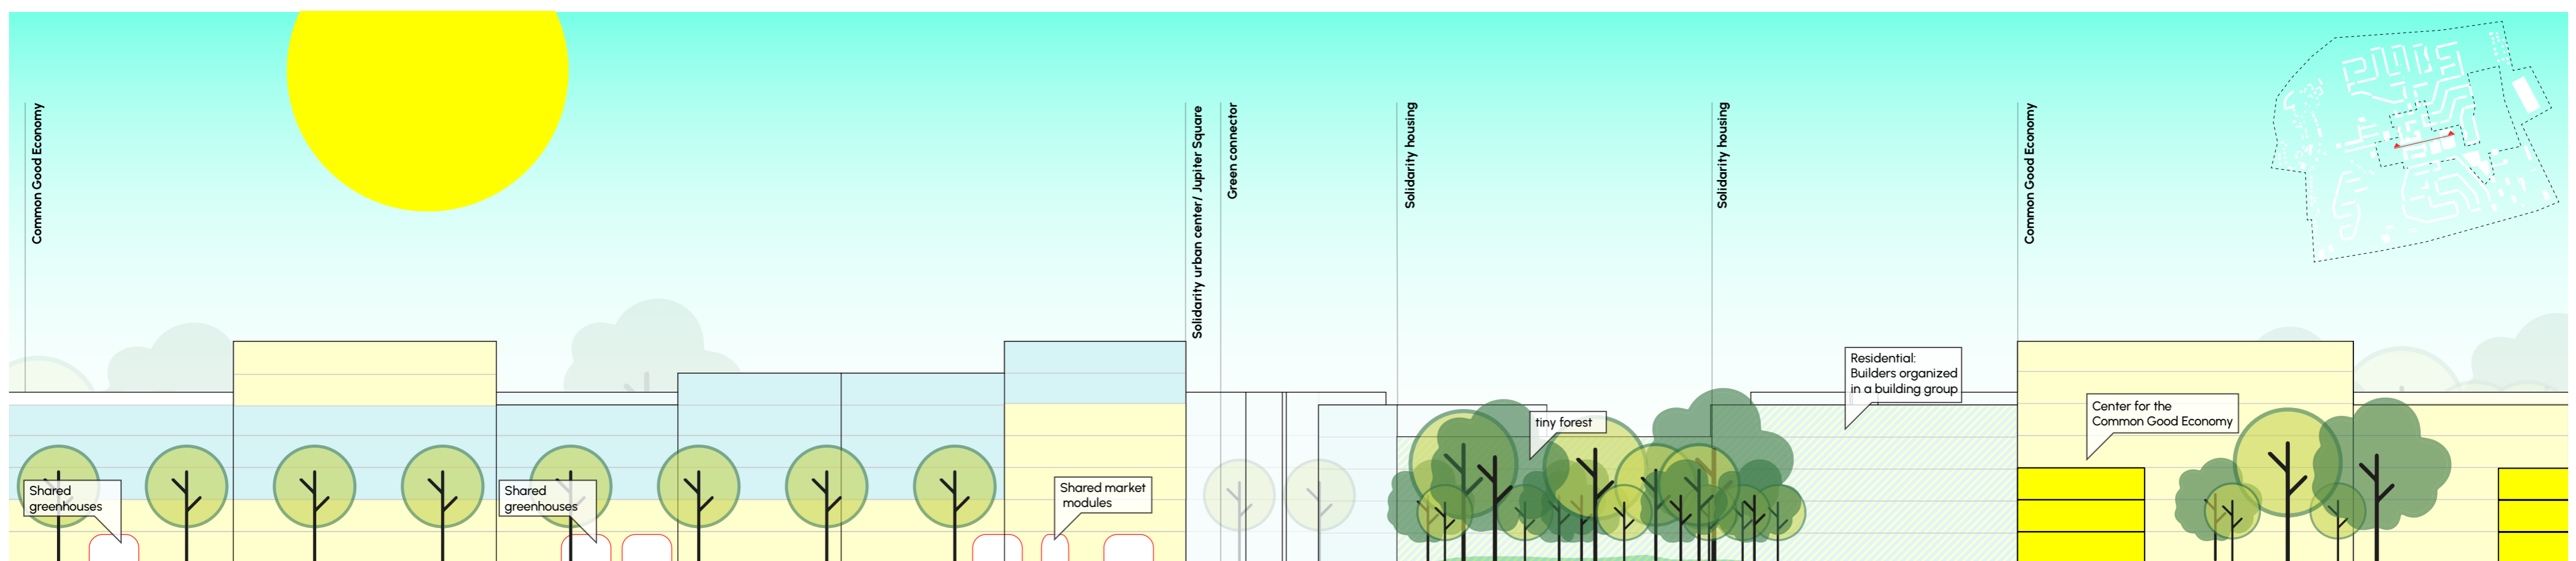 Common Good Economy
Solidarity urban center/ Jupiter Square
Green connector
Solidarity housing
Solidarity housing
Common Good Economy
Shared
greenhouses
Shared
greenhouses
Shared market
modules
tiny forest
Residential:
Builders organized
in a building group
Center for the
Common Good Economy